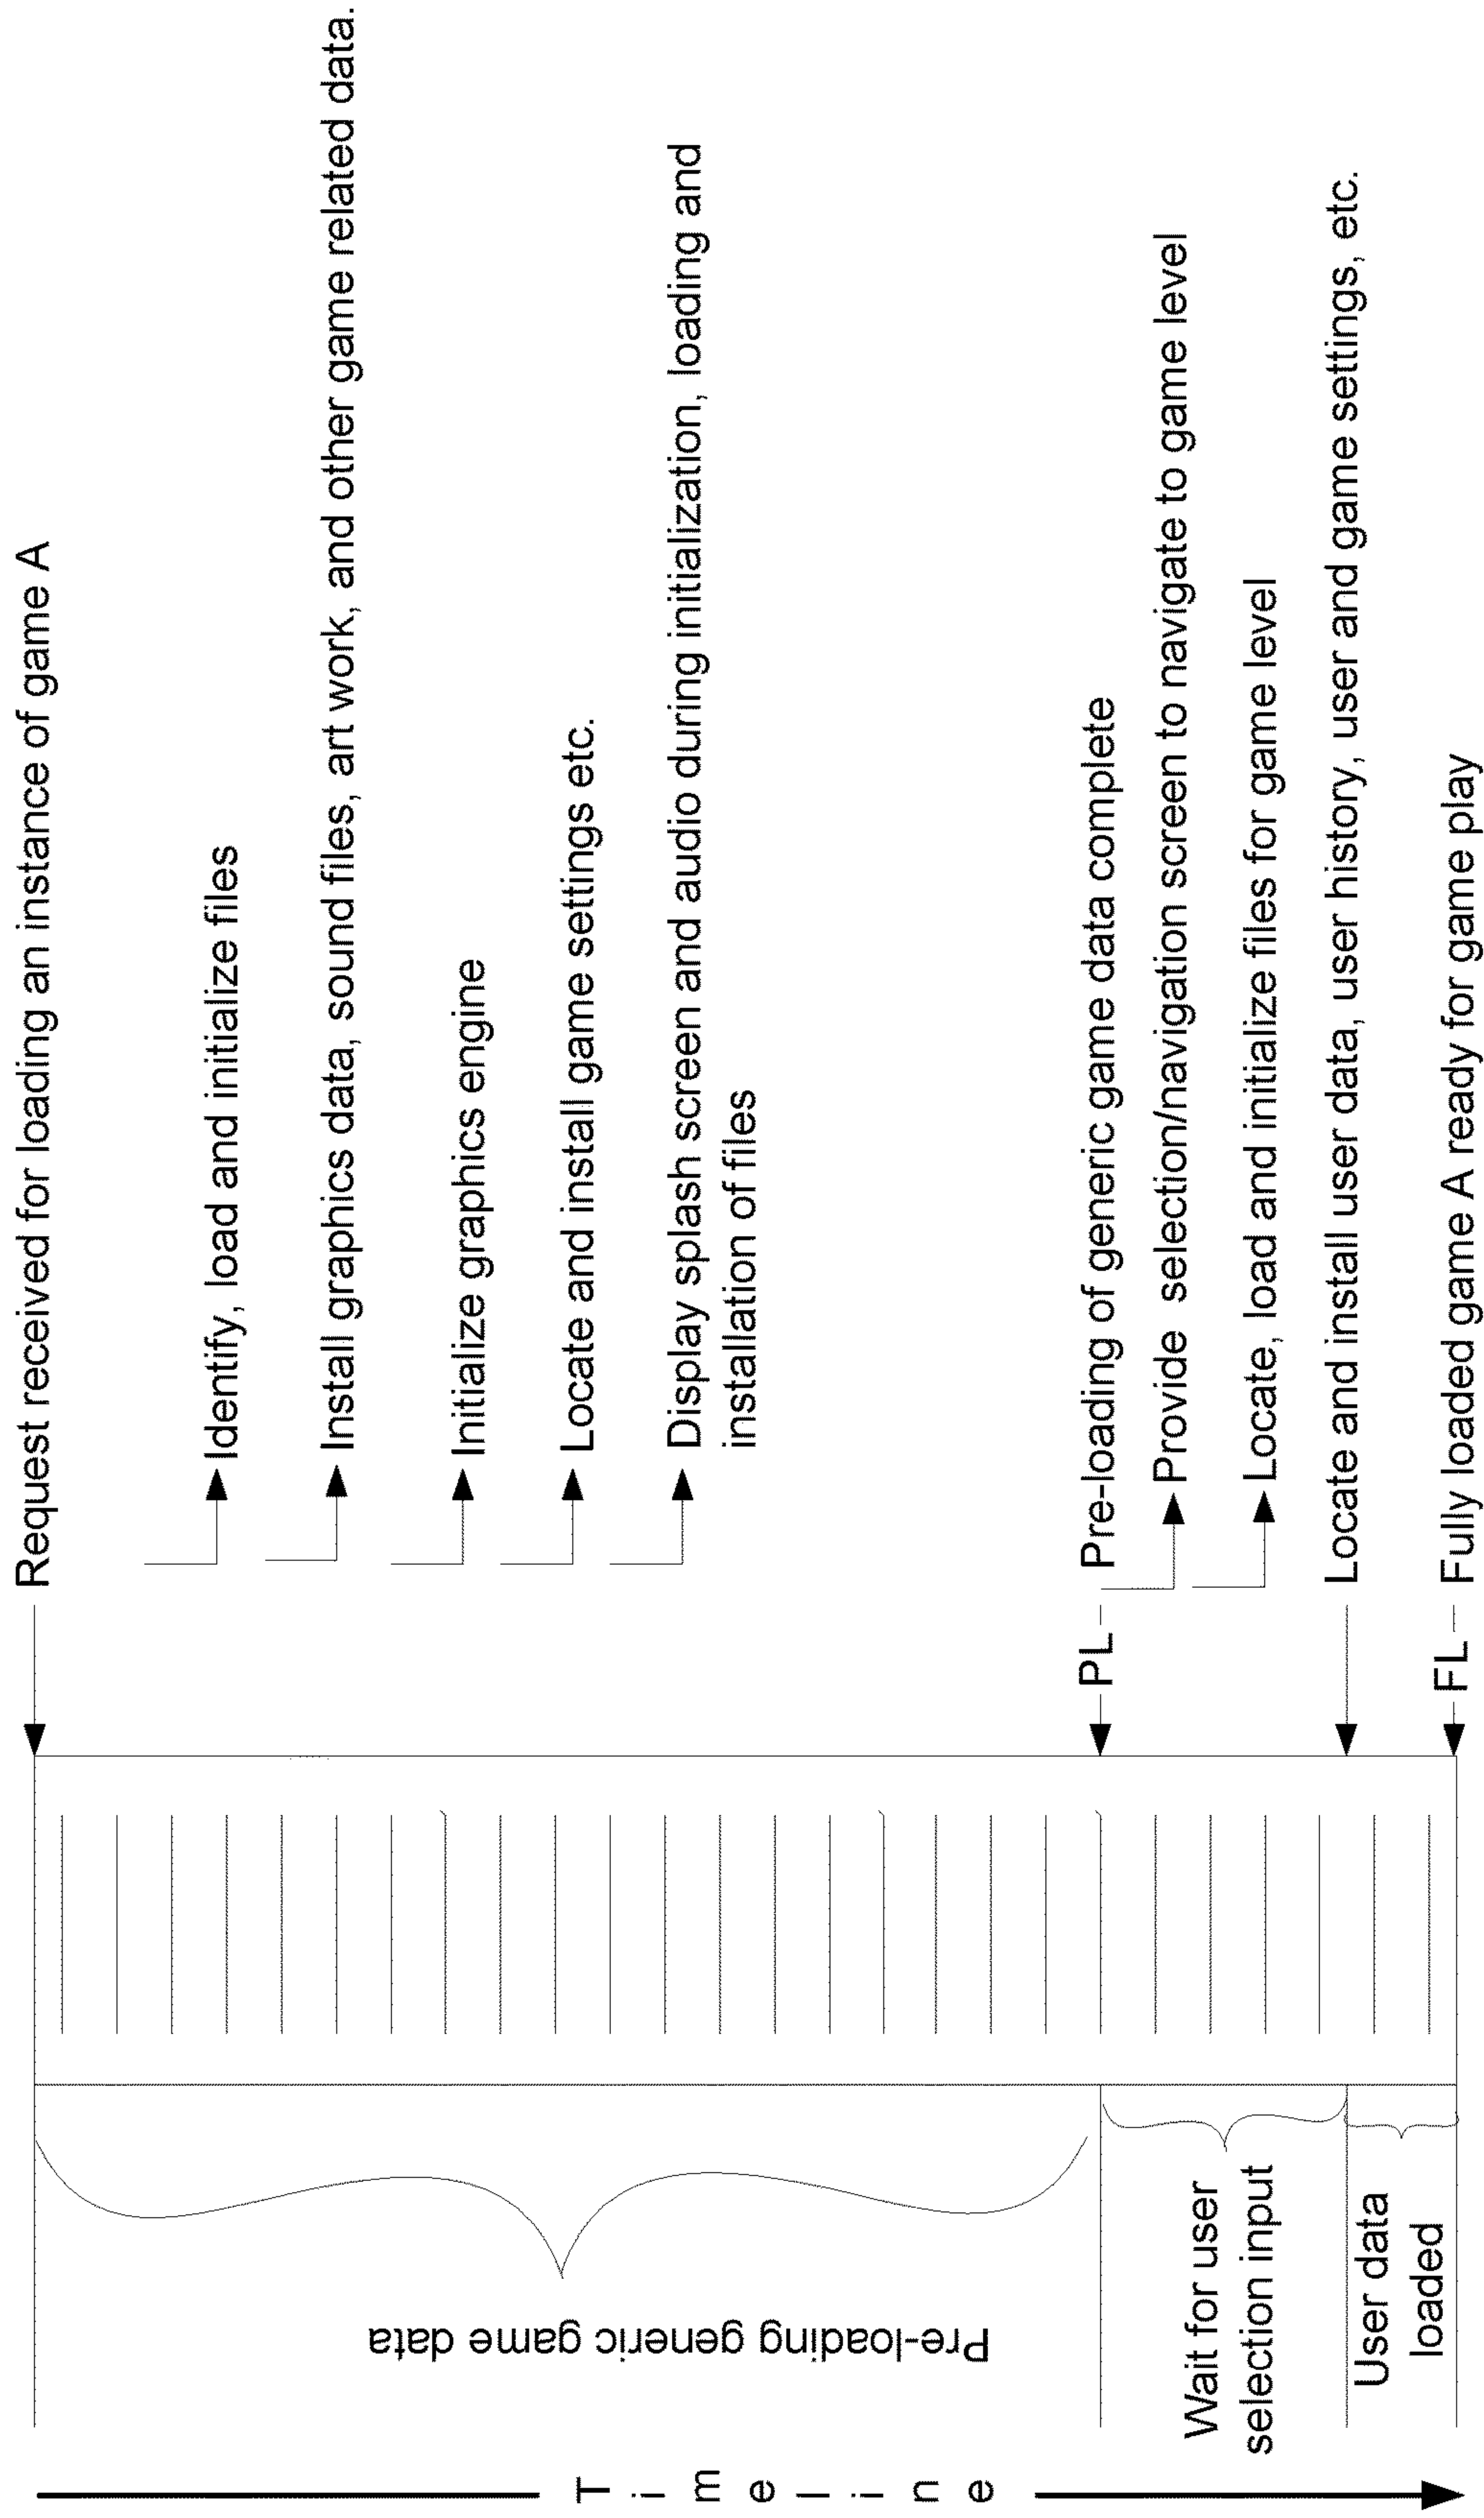 Request received for loading an instance of game A
Identify, load and initialize files
Install graphics data, sound files, art work, and other game related data.
Initialize graphics engine
Locate and install game settings etc.
Display splash screen and audio during initialization, loading and
installation of files
PL
Pre-loading of generic game data complete
Provide selection/navigation screen to navigate to game level
Locate, load and initialize files for game level
Locate and install user data, user history, user and game settings, etc.
FL
Fully loaded game A ready for game play
Pre-loading generic game data
Wait for user
selection input
User data
loaded
Timeline